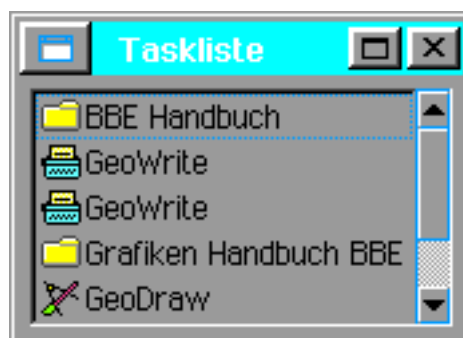 Taskliste
BBE Handbuch
GeoWrite
GeoWrite
Grafiken Handbuch BBE
GeoDraw